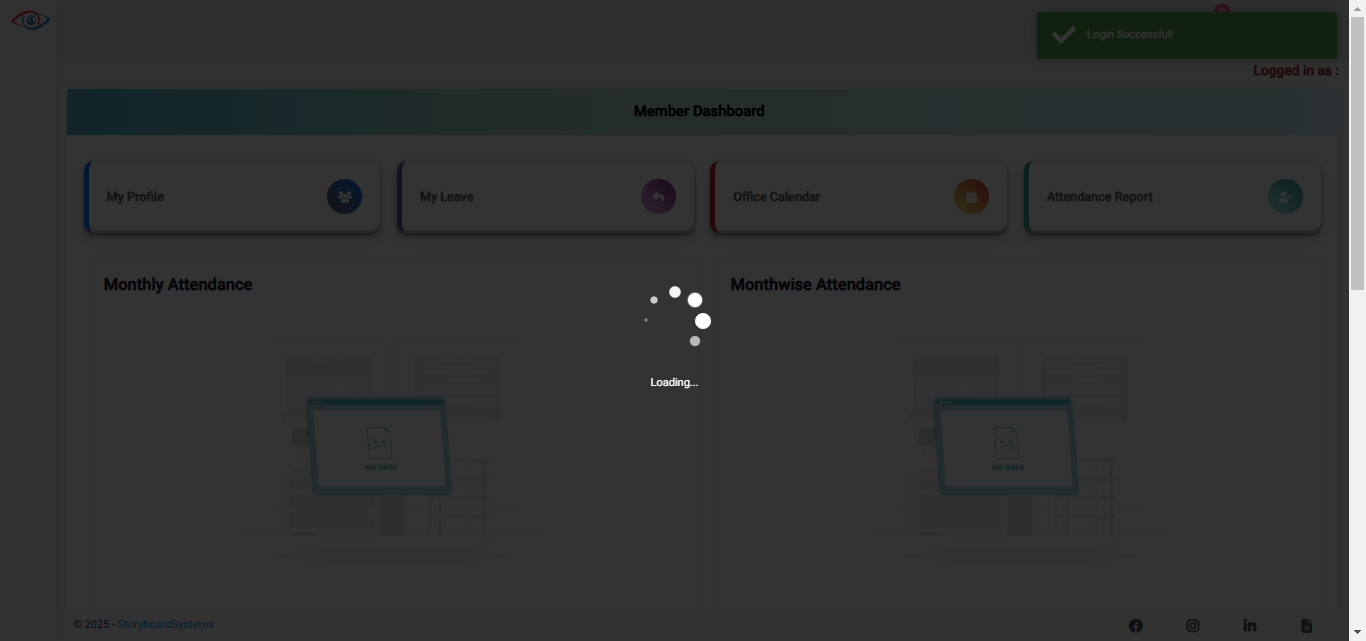 Login Successful!
Logged in as :
Member Dashboard
My Profile
My Leave
Office Calendar
Attendance Report
Monthly Attendance
Monthwise Attendance
NO DATA
NO DATA
Loading...
© 2025 - StoryboardSystems